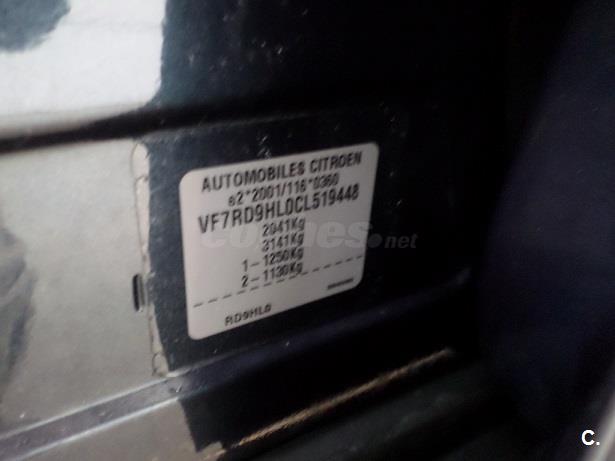 AUTOMOBILES CITROEN
e2*2001/116*0360
VF7RD9HL0CL519448
2041Kg
3141Kg
1-1250Kg
2-1130Kg
RD9HL0
coches.net
C.